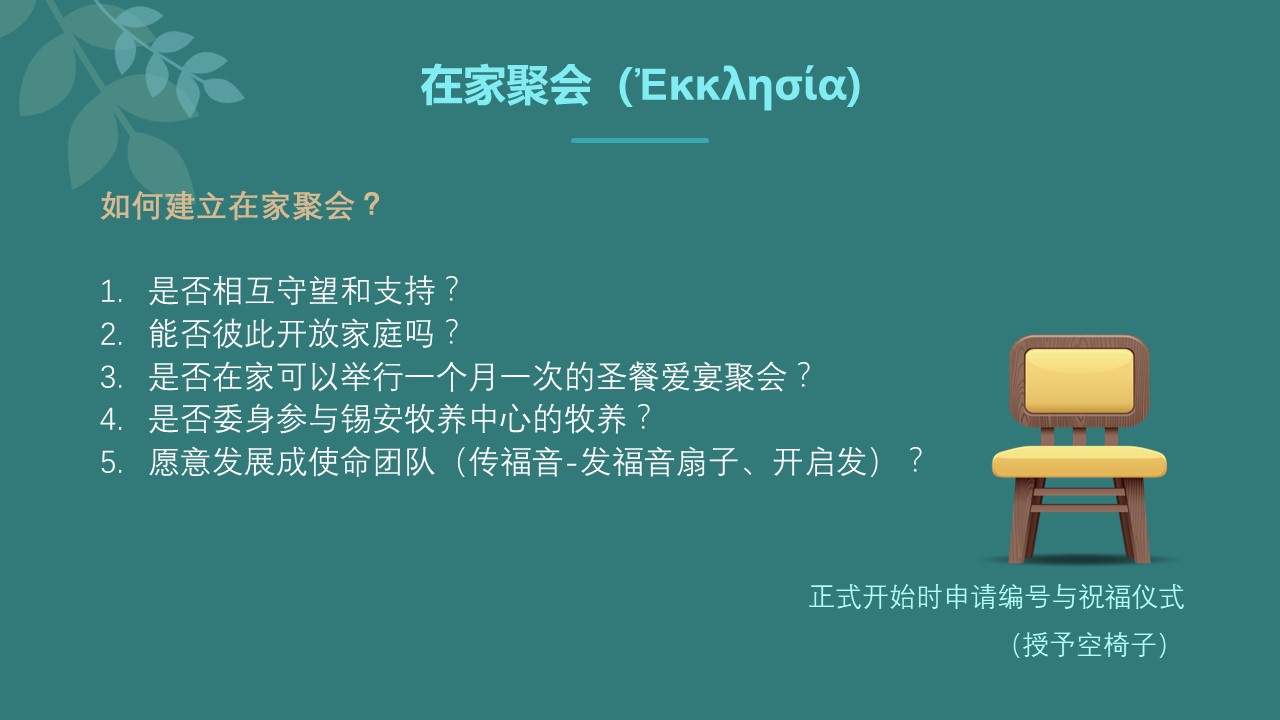 在家聚会（Ἐκκλησία)
如何建立在家聚会？
1. 是否相互守望和支持？
2. 能否彼此开放家庭吗？
3. 是否在家可以举行一个月一次的圣餐爱宴聚会？
4. 是否委身参与锡安牧养中心的牧养？
5. 愿意发展成使命团队（传福音-发福音扇子、开启发）？
正式开始时申请编号与祝福仪式
（授予空椅子）